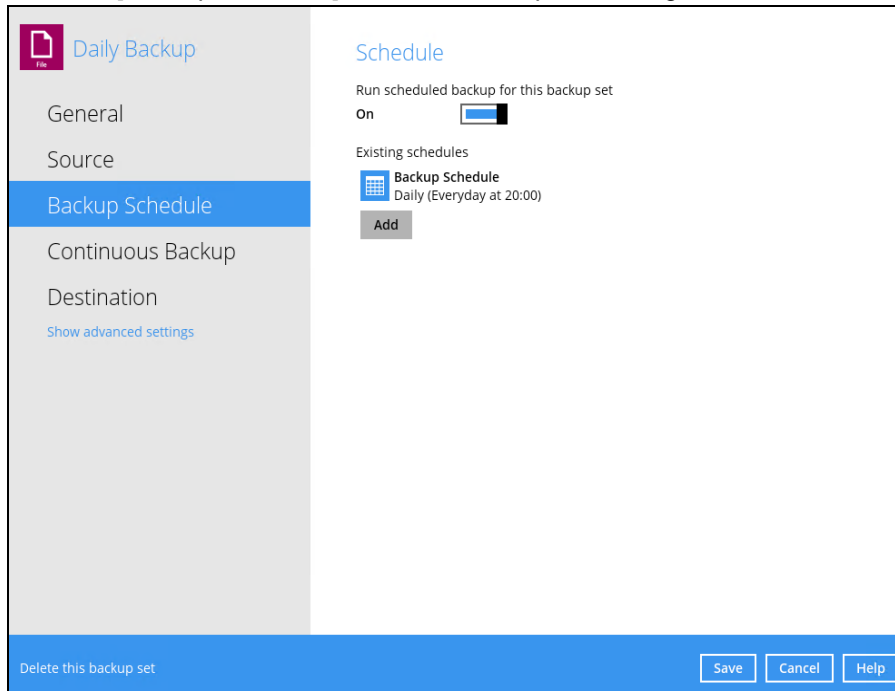 File
Daily Backup
General
Source
Backup Schedule
Continuous Backup
Destination
Show advanced settings
Schedule
Run scheduled backup for this backup set
On
Existing schedules
Backup Schedule
Daily (Everyday at 20:00)
Add
Delete this backup set
Save
Cancel
Help